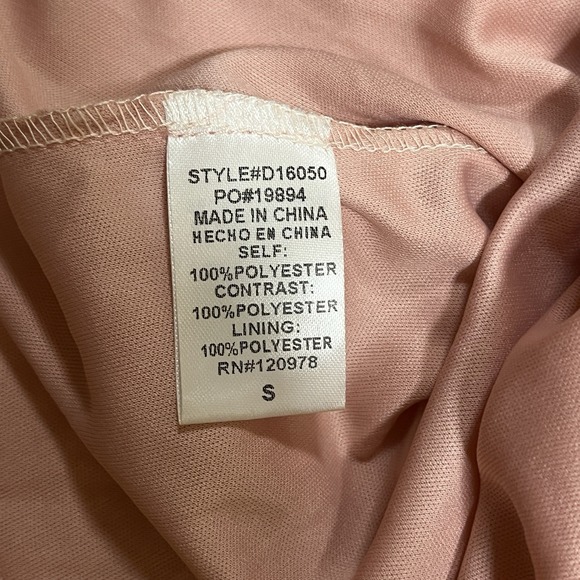 STYLE#D16050
PO#19894
MADE IN CHINA
HECHO EN CHINA
SELF:
100%POLYESTER
CONTRAST:
100%POLYESTER
LINING:
100%POLYESTER
RN#120978
S